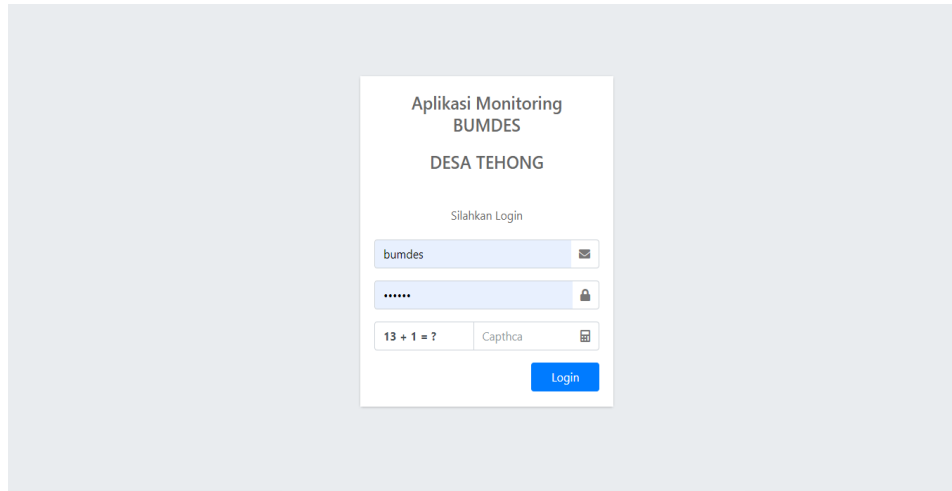 Aplikasi Monitoring
BUMDES
DESA TEHONG
Silahkan Login
bumdes
••••••
13 + 1 = ?
Capthca
Login